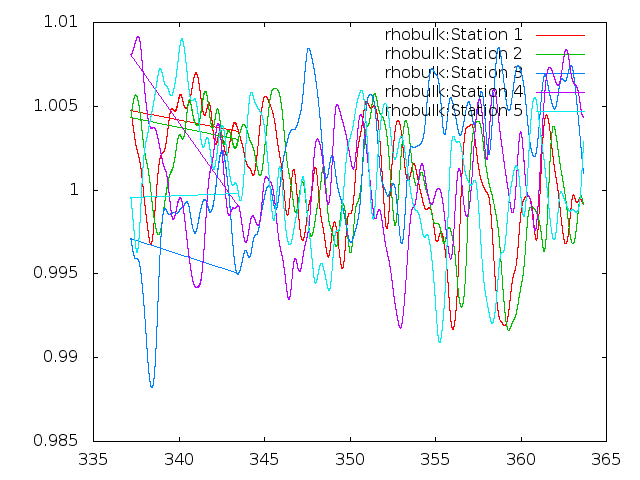 1.01
1.005
1
0.995
0.99
0.985
335
340
345
350
355
360
365
rhobulk:Station 1
rhobulk:Station 2
rhobulk:Station 3
rhobulk:Station 4
rhobulk:Station 5